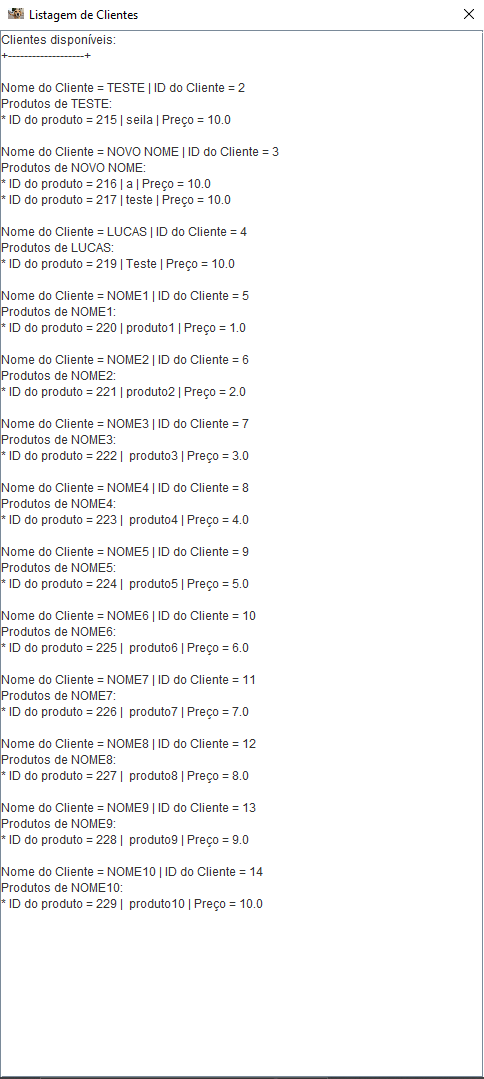 Listagem de Clientes
Clientes disponíveis:
+-------------------+
Nome do Cliente = TESTE | ID do Cliente = 2
Produtos de TESTE:
* ID do produto = 215 | seila | Preço = 10.0
Nome do Cliente = NOVO NOME | ID do Cliente = 3
Produtos de NOVO NOME:
* ID do produto = 216 | a | Preço = 10.0
* ID do produto = 217 | teste | Preço = 10.0
Nome do Cliente = LUCAS | ID do Cliente = 4
Produtos de LUCAS:
* ID do produto = 219 | Teste | Preço = 10.0
Nome do Cliente = NOME1 | ID do Cliente = 5
Produtos de NOME1:
* ID do produto = 220 | produto1 | Preço = 1.0
Nome do Cliente = NOME2 | ID do Cliente = 6
Produtos de NOME2:
* ID do produto = 221 | produto2 | Preço = 2.0
Nome do Cliente = NOME3 | ID do Cliente = 7
Produtos de NOME3:
* ID do produto = 222 |  produto3 | Preço = 3.0
Nome do Cliente = NOME4 | ID do Cliente = 8
Produtos de NOME4:
* ID do produto = 223 |  produto4 | Preço = 4.0
Nome do Cliente = NOME5 | ID do Cliente = 9
Produtos de NOME5:
* ID do produto = 224 |  produto5 | Preço = 5.0
Nome do Cliente = NOME6 | ID do Cliente = 10
Produtos de NOME6:
* ID do produto = 225 |  produto6 | Preço = 6.0
Nome do Cliente = NOME7 | ID do Cliente = 11
Produtos de NOME7:
* ID do produto = 226 |  produto7 | Preço = 7.0
Nome do Cliente = NOME8 | ID do Cliente = 12
Produtos de NOME8:
* ID do produto = 227 |  produto8 | Preço = 8.0
Nome do Cliente = NOME9 | ID do Cliente = 13
Produtos de NOME9:
* ID do produto = 228 |  produto9 | Preço = 9.0
Nome do Cliente = NOME10 | ID do Cliente = 14
Produtos de NOME10:
* ID do produto = 229 |  produto10 | Preço = 10.0